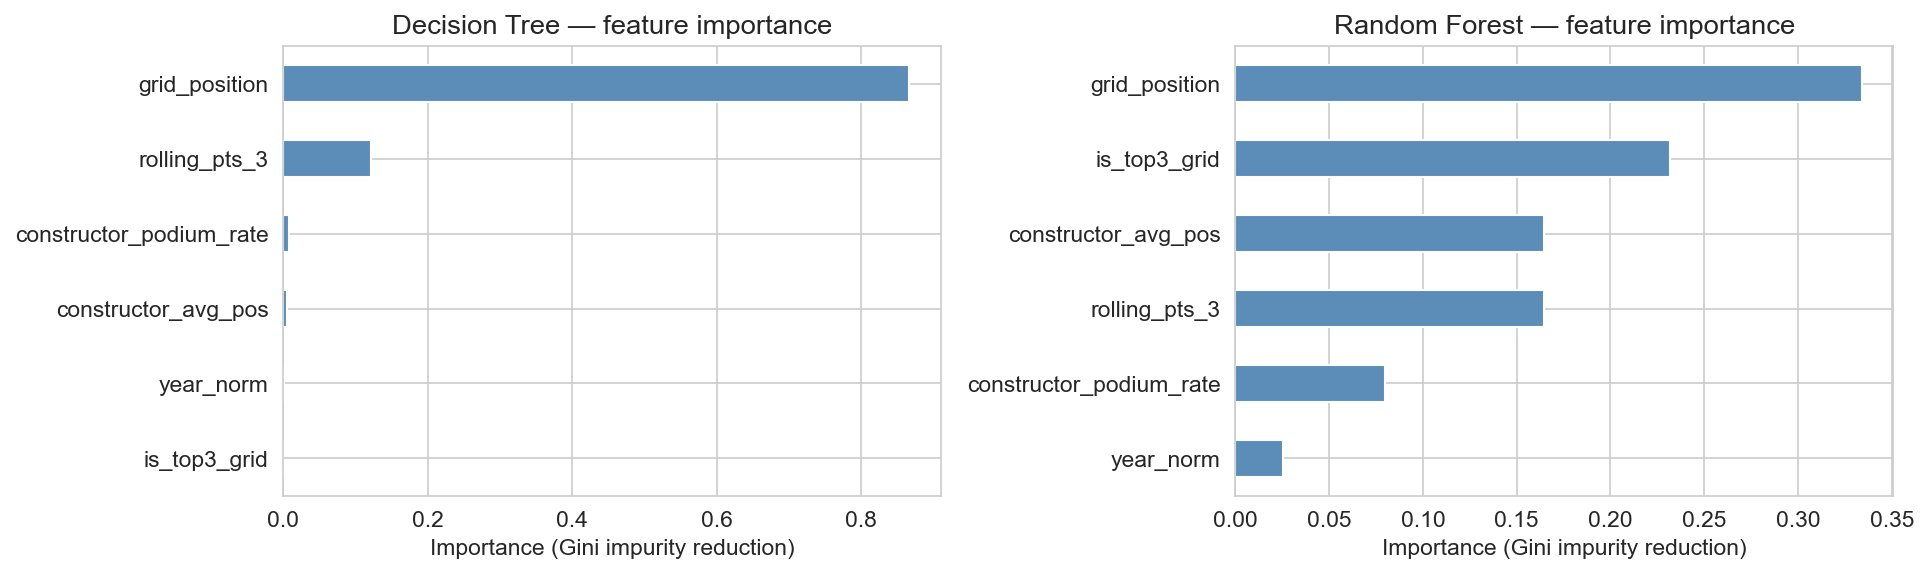 Decision Tree — feature importance
grid_position
rolling_pts_3
constructor_podium_rate
constructor_avg_pos
year_norm
is_top3_grid
0.0 0.2 0.4 0.6 0.8
Importance (Gini impurity reduction)
Random Forest — feature importance
grid_position
is_top3_grid
constructor_avg_pos
rolling_pts_3
constructor_podium_rate
year_norm
0.00 0.05 0.10 0.15 0.20 0.25 0.30 0.35
Importance (Gini impurity reduction)